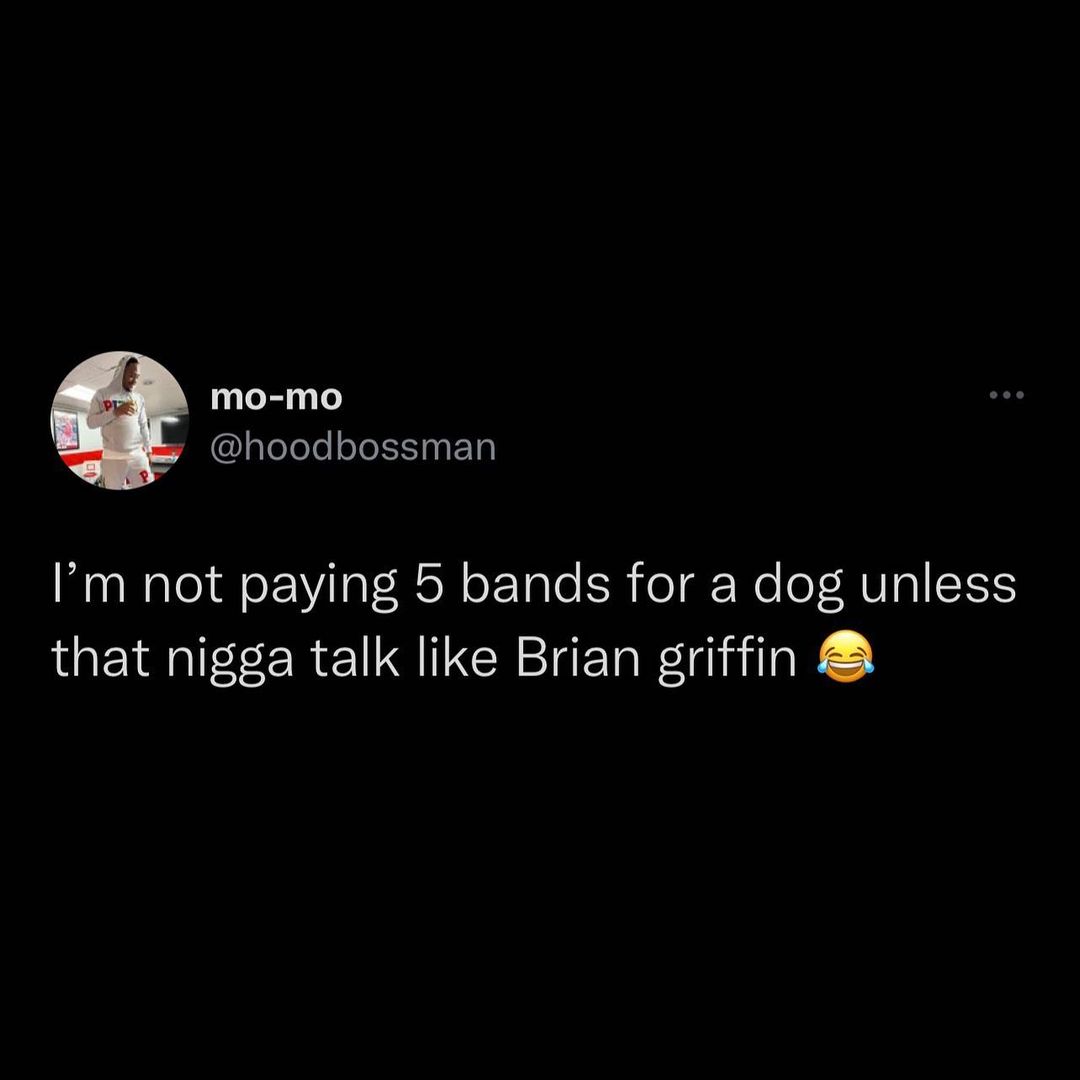 mo-mo
@hoodbossman
I’m not paying 5 bands for a dog unless
that nigga talk like Brian griffin 😂